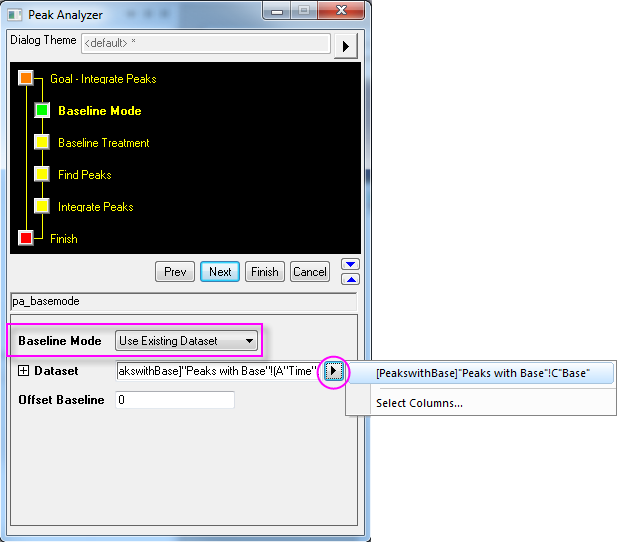 Peak Analyzer
Dialog Theme <default> *
Goal - Integrate Peaks
Baseline Mode
Baseline Treatment
Find Peaks
Integrate Peaks
Finish
Prev Next Finish Cancel
pa_basemode
Baseline Mode Use Existing Dataset
Dataset akswithBase]"Peaks with Base"!(A"Time"
[PeakswithBase]"Peaks with Base"!C"Base"
Select Columns...
Offset Baseline 0